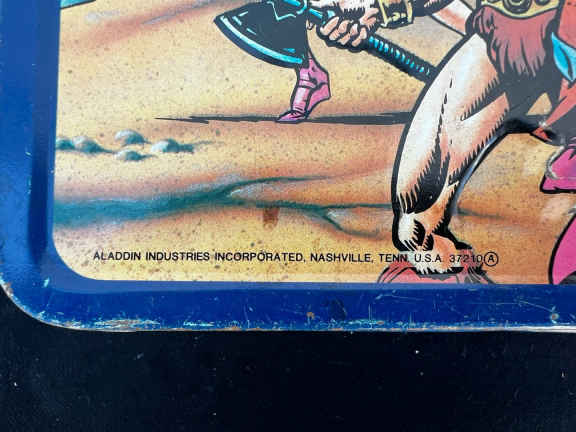 ALADDIN INDUSTRIES INCORPORATED, NASHVILLE, TENN. U.S.A. 37210 Ⓐ